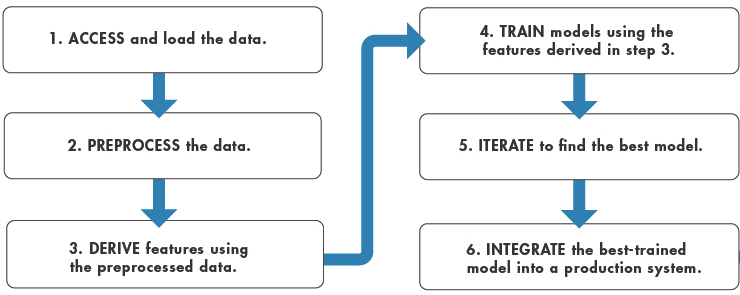 1. ACCESS and load the data.
2. PREPROCESS the data.
3. DERIVE features using
the preprocessed data.
4. TRAIN models using the
features derived in step 3.
5. ITERATE to find the best model.
6. INTEGRATE the best-trained
model into a production system.